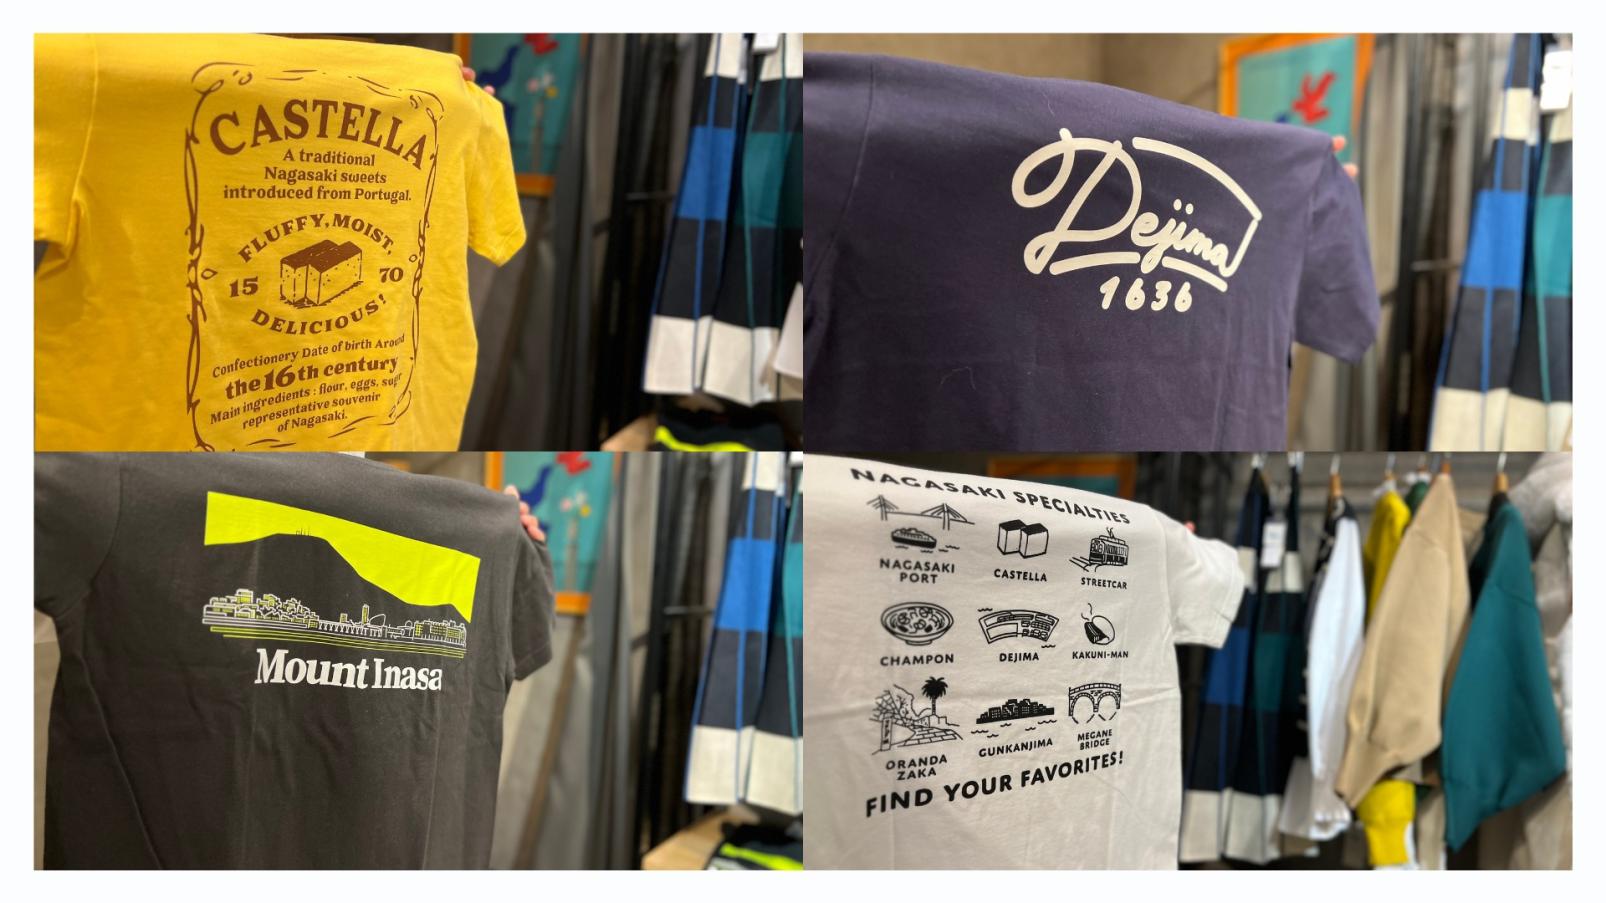 CASTELLA
A traditional
Nagasaki sweets
introduced from Portugal.
FLUFFY, MOIST,
15 70
DELICIOUS!
Confectionery Date of birth Around
the 16th century
Main ingredients : flour, eggs, sugr
representative souvenir
of Nagasaki.
Dejima
1636
Mount Inasa
NAGASAKI SPECIALTIES
NAGASAKI
PORT
CASTELLA
STREETCAR
CHAMPON
DEJIMA
KAKUNI-MAN
ORANDA
ZAKA
GUNKANJIMA
MEGANE
BRIDGE
FIND YOUR FAVORITES!